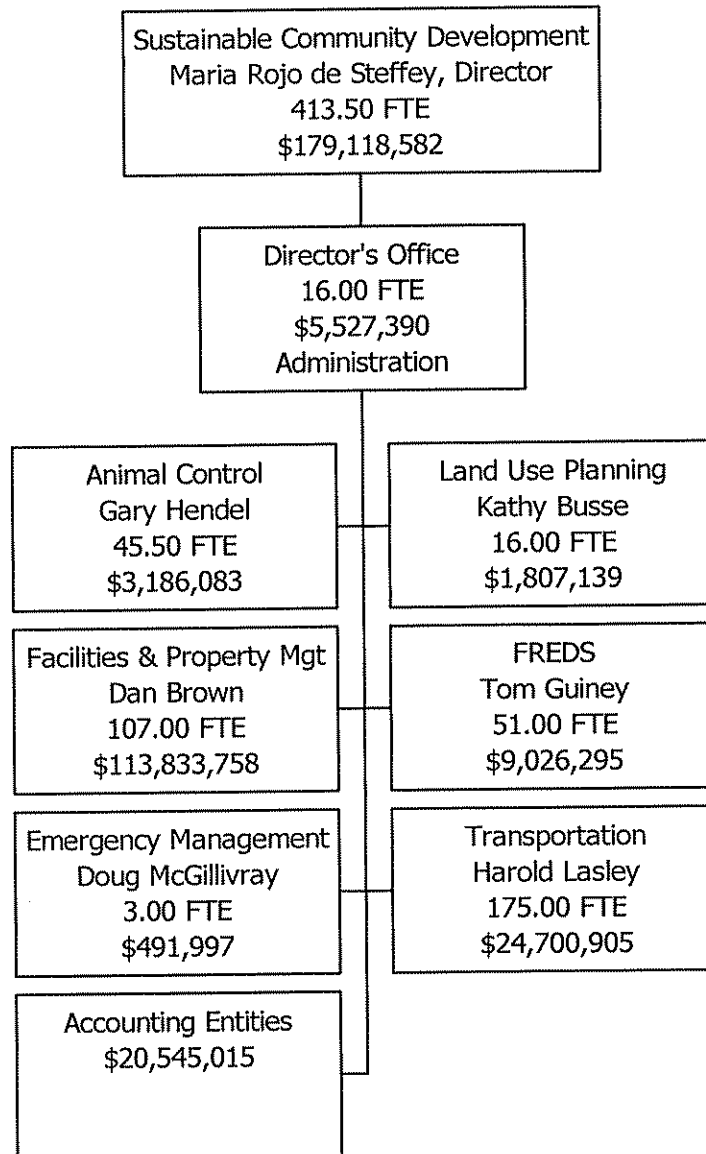 Sustainable Community Development
Maria Rojo de Steffey, Director
413.50 FTE
$179,118,582
Director's Office
16.00 FTE
$5,527,390
Administration
Animal Control
Gary Hendel
45.50 FTE
$3,186,083
Land Use Planning
Kathy Busse
16.00 FTE
$1,807,139
Facilities & Property Mgt
Dan Brown
107.00 FTE
$113,833,758
FREDS
Tom Guiney
51.00 FTE
$9,026,295
Emergency Management
Doug McGillivray
3.00 FTE
$491,997
Transportation
Harold Lasley
175.00 FTE
$24,700,905
Accounting Entities
$20,545,015